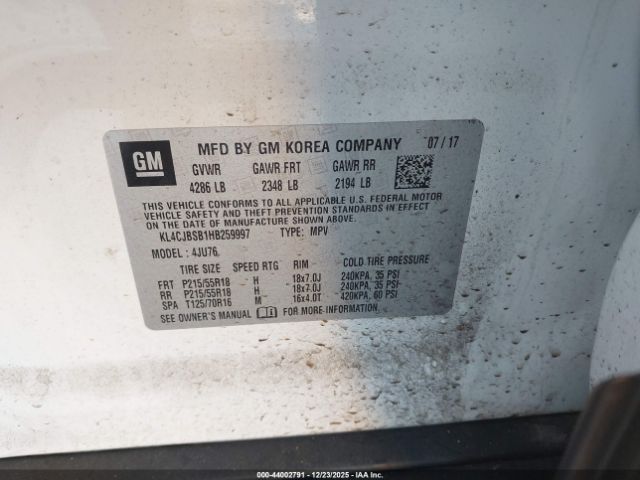 GM
MFD BY GM KOREA COMPANY 07/17
GVWR GAWR FRT GAWR RR
4286 LB 2348 LB 2194 LB
THIS VEHICLE CONFORMS TO ALL APPLICABLE U.S. FEDERAL MOTOR
VEHICLE SAFETY AND THEFT PREVENTION STANDARDS IN EFFECT ON
THE DATE OF MANUFACTURE SHOWN ABOVE.
KL4CJBSB1HB259997 TYPE: MPV
MODEL: 4JU76
TIRE SIZE SPEED RTG RIM COLD TIRE PRESSURE
FRT P215/55R18 H 18x7.0J 240KPA, 35 PSI
RR P215/55R18 H 18x7.0J 240KPA, 35 PSI
SPA T125/70R16 M 16x4.0T 420KPA, 60 PSI
SEE OWNER'S MANUAL FOR MORE INFORMATION.
000-44002791 - 12/23/2025 - IAAI.com